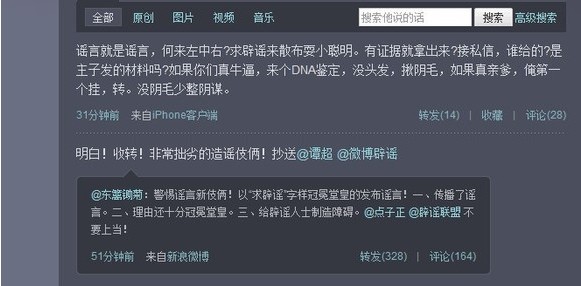 全部 原创 图片 视频 音乐 搜索他说的话 搜索 高级搜索
谣言就是谣言，何来左中右?求辟谣来散布耍小聪明。有证据就拿出来?接私信，谁给的?是
主子发的材料吗?如果你们真牛逼，来个DNA鉴定，没头发，揪阴毛，如果真亲爹，俺第一
个挂，转。没阴毛少整阴谋。
31分钟前 来自iPhone客户端 转发(14) | 收藏 | 评论(28)
明白！收转！非常拙劣的造谣伎俩！抄送@谭超 @微博辟谣
@东篱锄菊：警惕谣言新伎俩！以“求辟谣”字样冠冕堂皇的发布谣言！一、传播了谣
言。二、理由还十分冠冕堂皇。三、给辟谣人士制造障碍。@点子正 @辟谣联盟 不
要上当！
51分钟前 来自新浪微博 转发(328) | 评论(164)